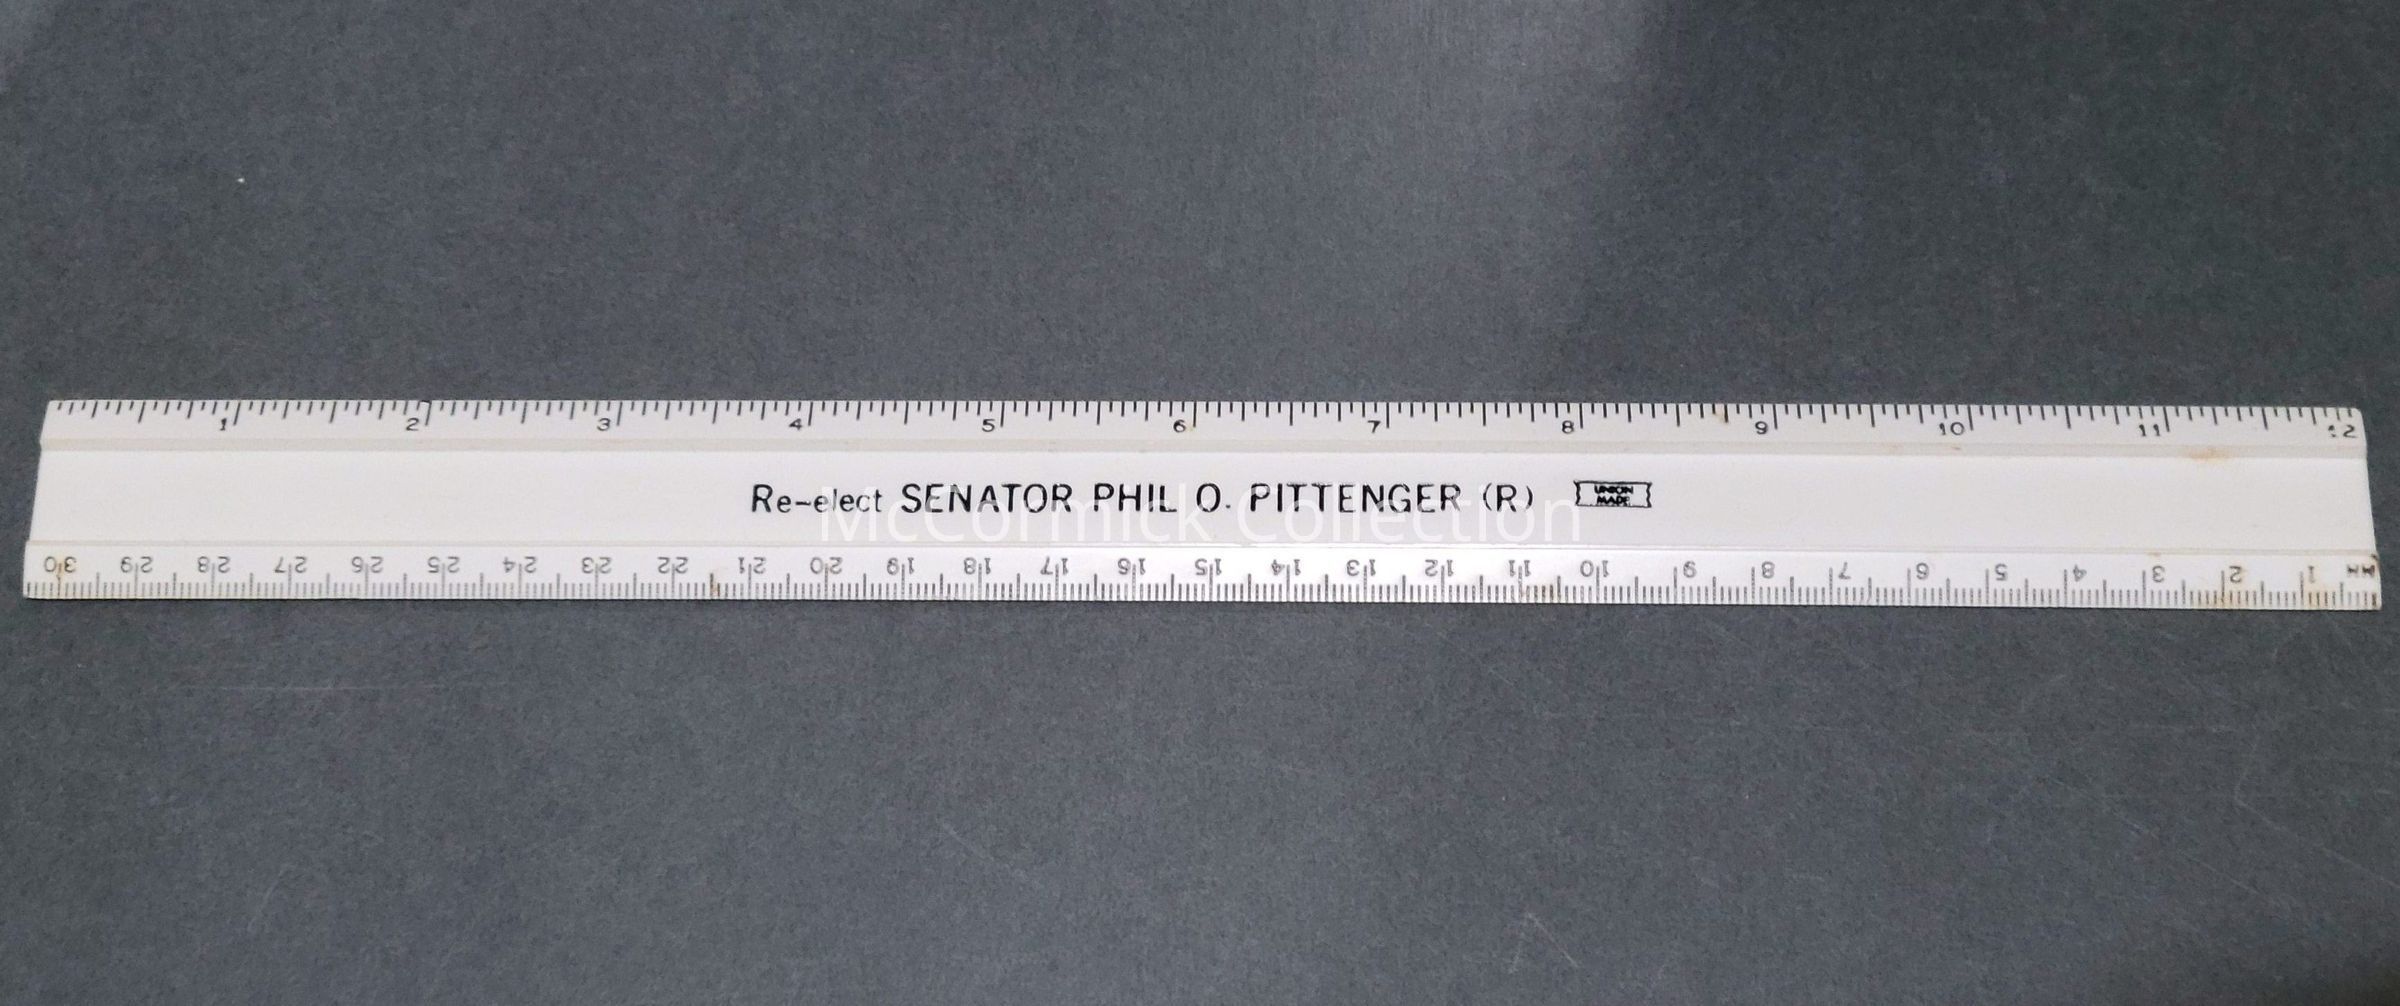 1 2 3 4 5 6 7 8 9 10 11 12
Re-elect SENATOR PHIL O. PITTENGER (R) UNION MADE
McCormick Collection
30 29 28 27 26 25 24 23 22 21 20 19 18 17 16 15 14 13 12 11 10 9 8 7 6 5 4 3 2 1 MM